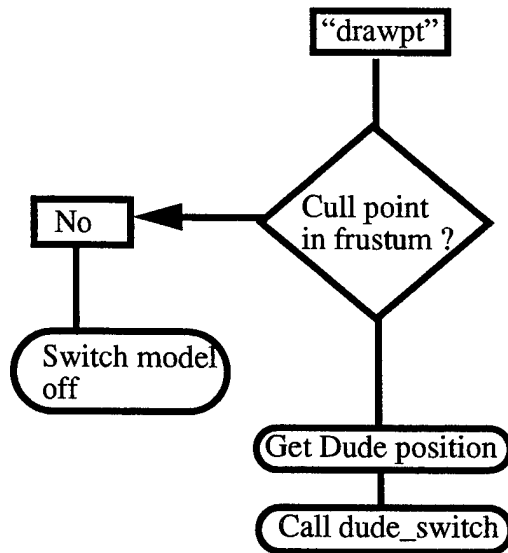 “drawpt”
Cull point
in frustum ?
No
Switch model
off
Get Dude position
Call dude_switch